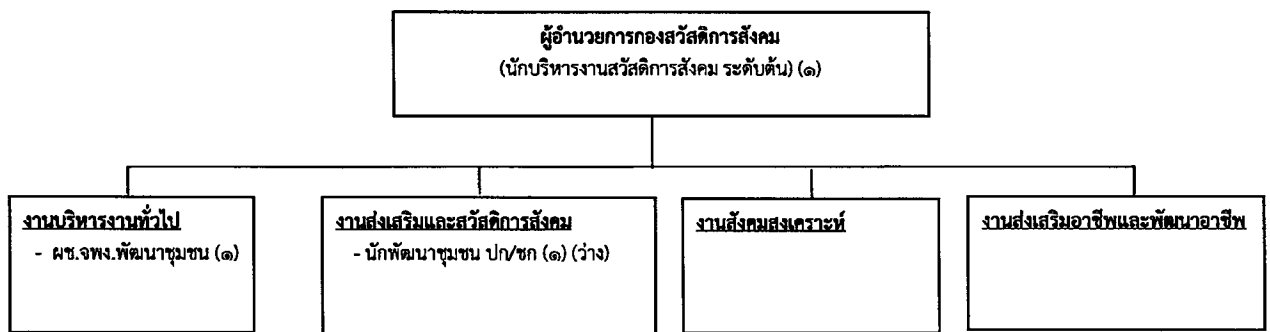 ผู้อำนวยการกองสวัสดิการสังคม
(นักบริหารงานสวัสดิการสังคม ระดับต้น) (๑)
งานบริหารงานทั่วไป
- ผช.จพง.พัฒนาชุมชน (๑)
งานส่งเสริมและสวัสดิการสังคม
- นักพัฒนาชุมชน ปก/ชก (๑) (ว่าง)
งานสังคมสงเคราะห์
งานส่งเสริมอาชีพและพัฒนาอาชีพ